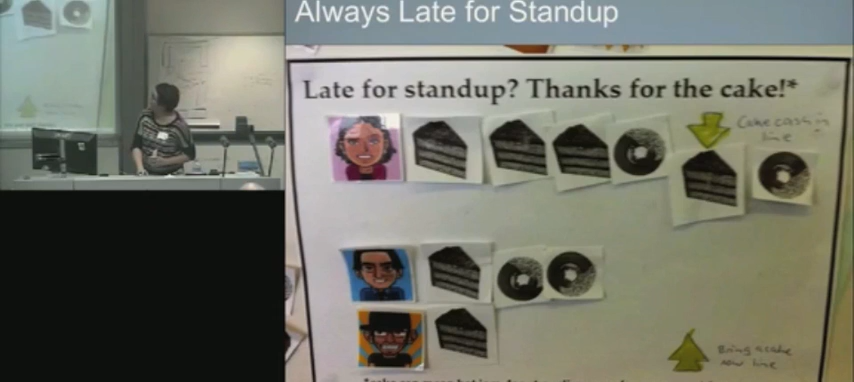 Always Late for Standup
Late for standup? Thanks for the cake!*
Cake cash in
line
Bring a cake
now line